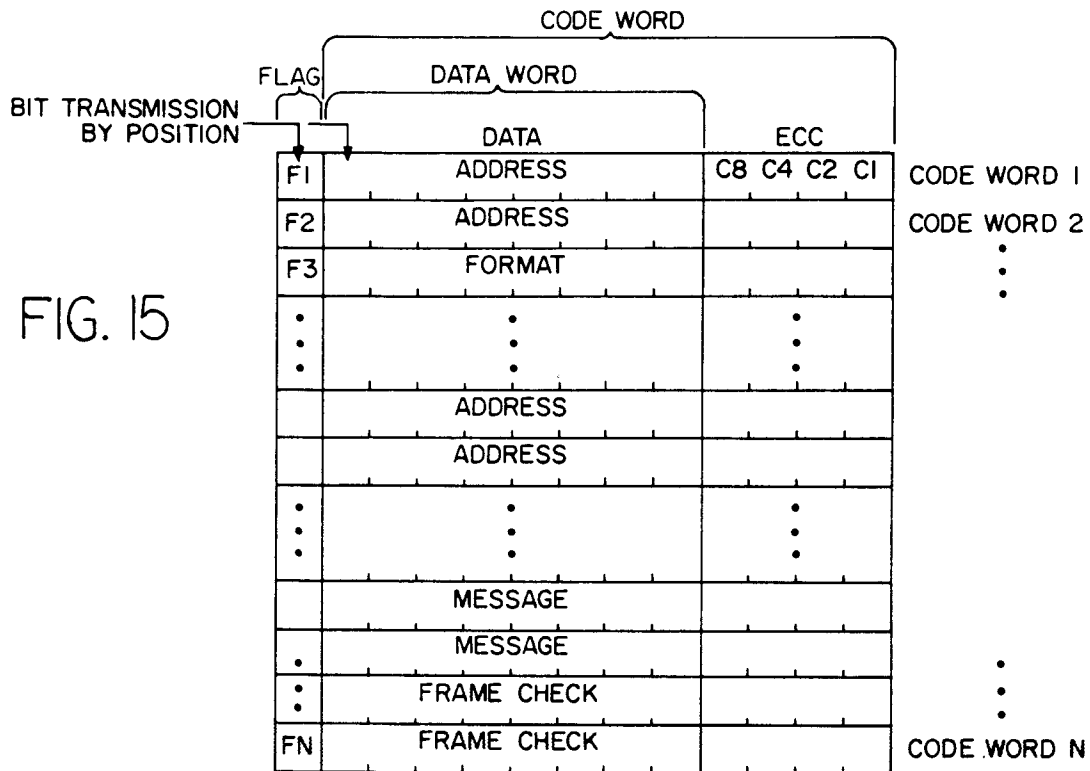 CODE WORD
FLAG DATA WORD
BIT TRANSMISSION
BY POSITION
DATA ECC
F1 ADDRESS C8 C4 C2 C1 CODE WORD 1
F2 ADDRESS CODE WORD 2
F3 FORMAT
FIG. 15
ADDRESS
ADDRESS
MESSAGE
MESSAGE
FRAME CHECK
FN FRAME CHECK CODE WORD N